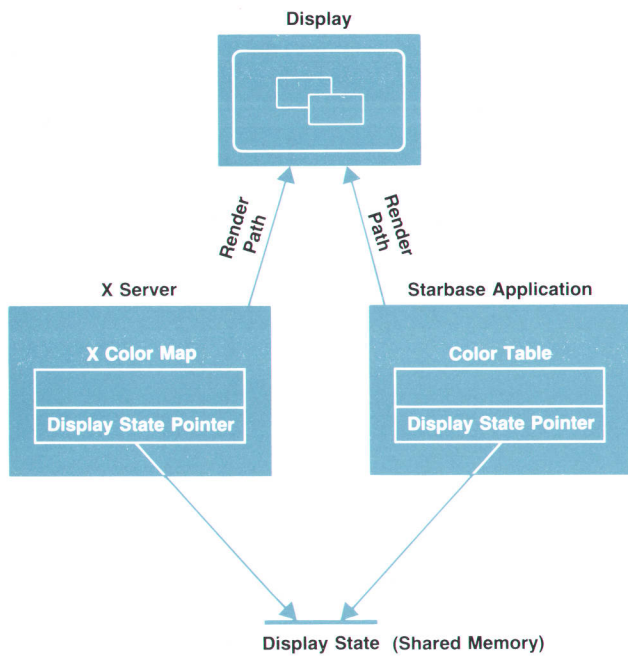 Display
Render
Path
Render
Path
X Server
Starbase Application
X Color Map
Color Table
Display State Pointer
Display State Pointer
Display State (Shared Memory)